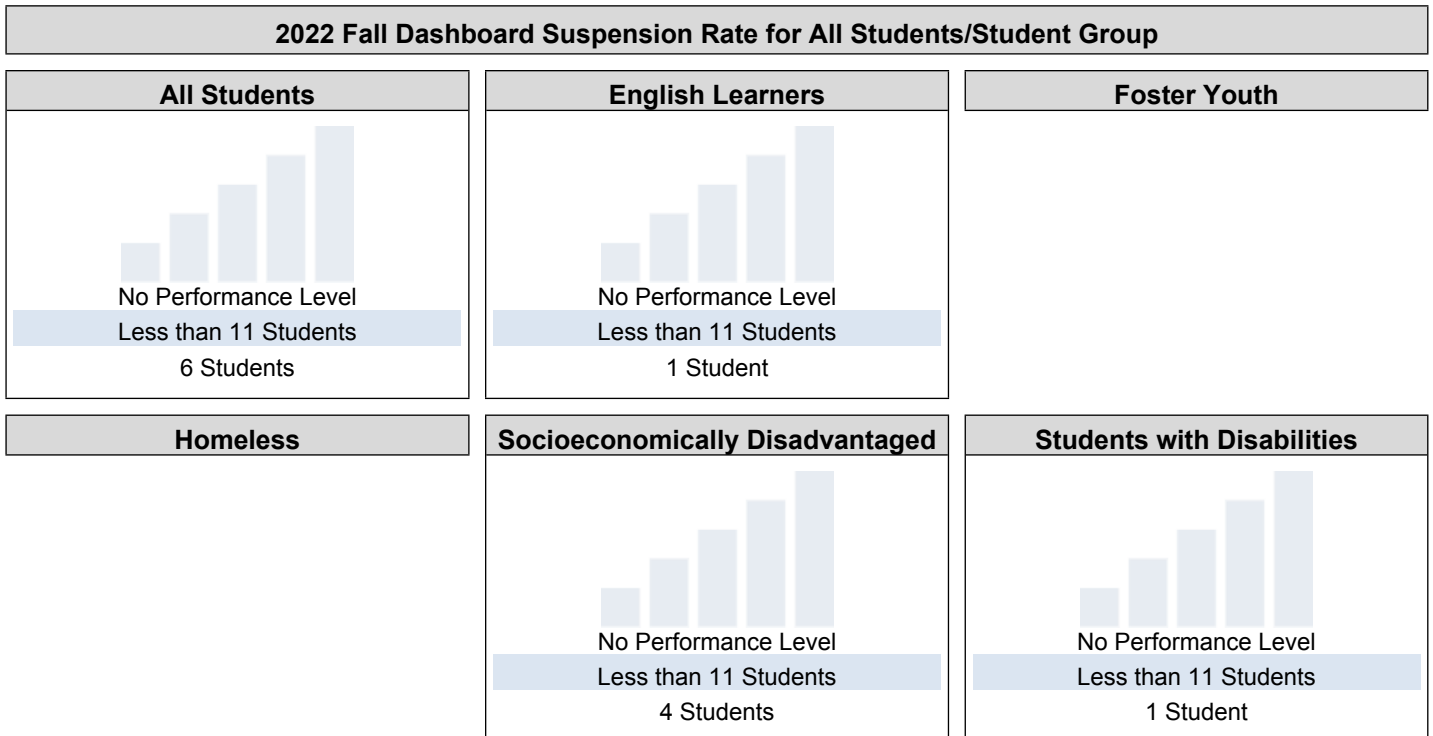 2022 Fall Dashboard Suspension Rate for All Students/Student Group
All Students
No Performance Level
Less than 11 Students
6 Students
English Learners
No Performance Level
Less than 11 Students
1 Student
Foster Youth
Homeless
Socioeconomically Disadvantaged
No Performance Level
Less than 11 Students
4 Students
Students with Disabilities
No Performance Level
Less than 11 Students
1 Student